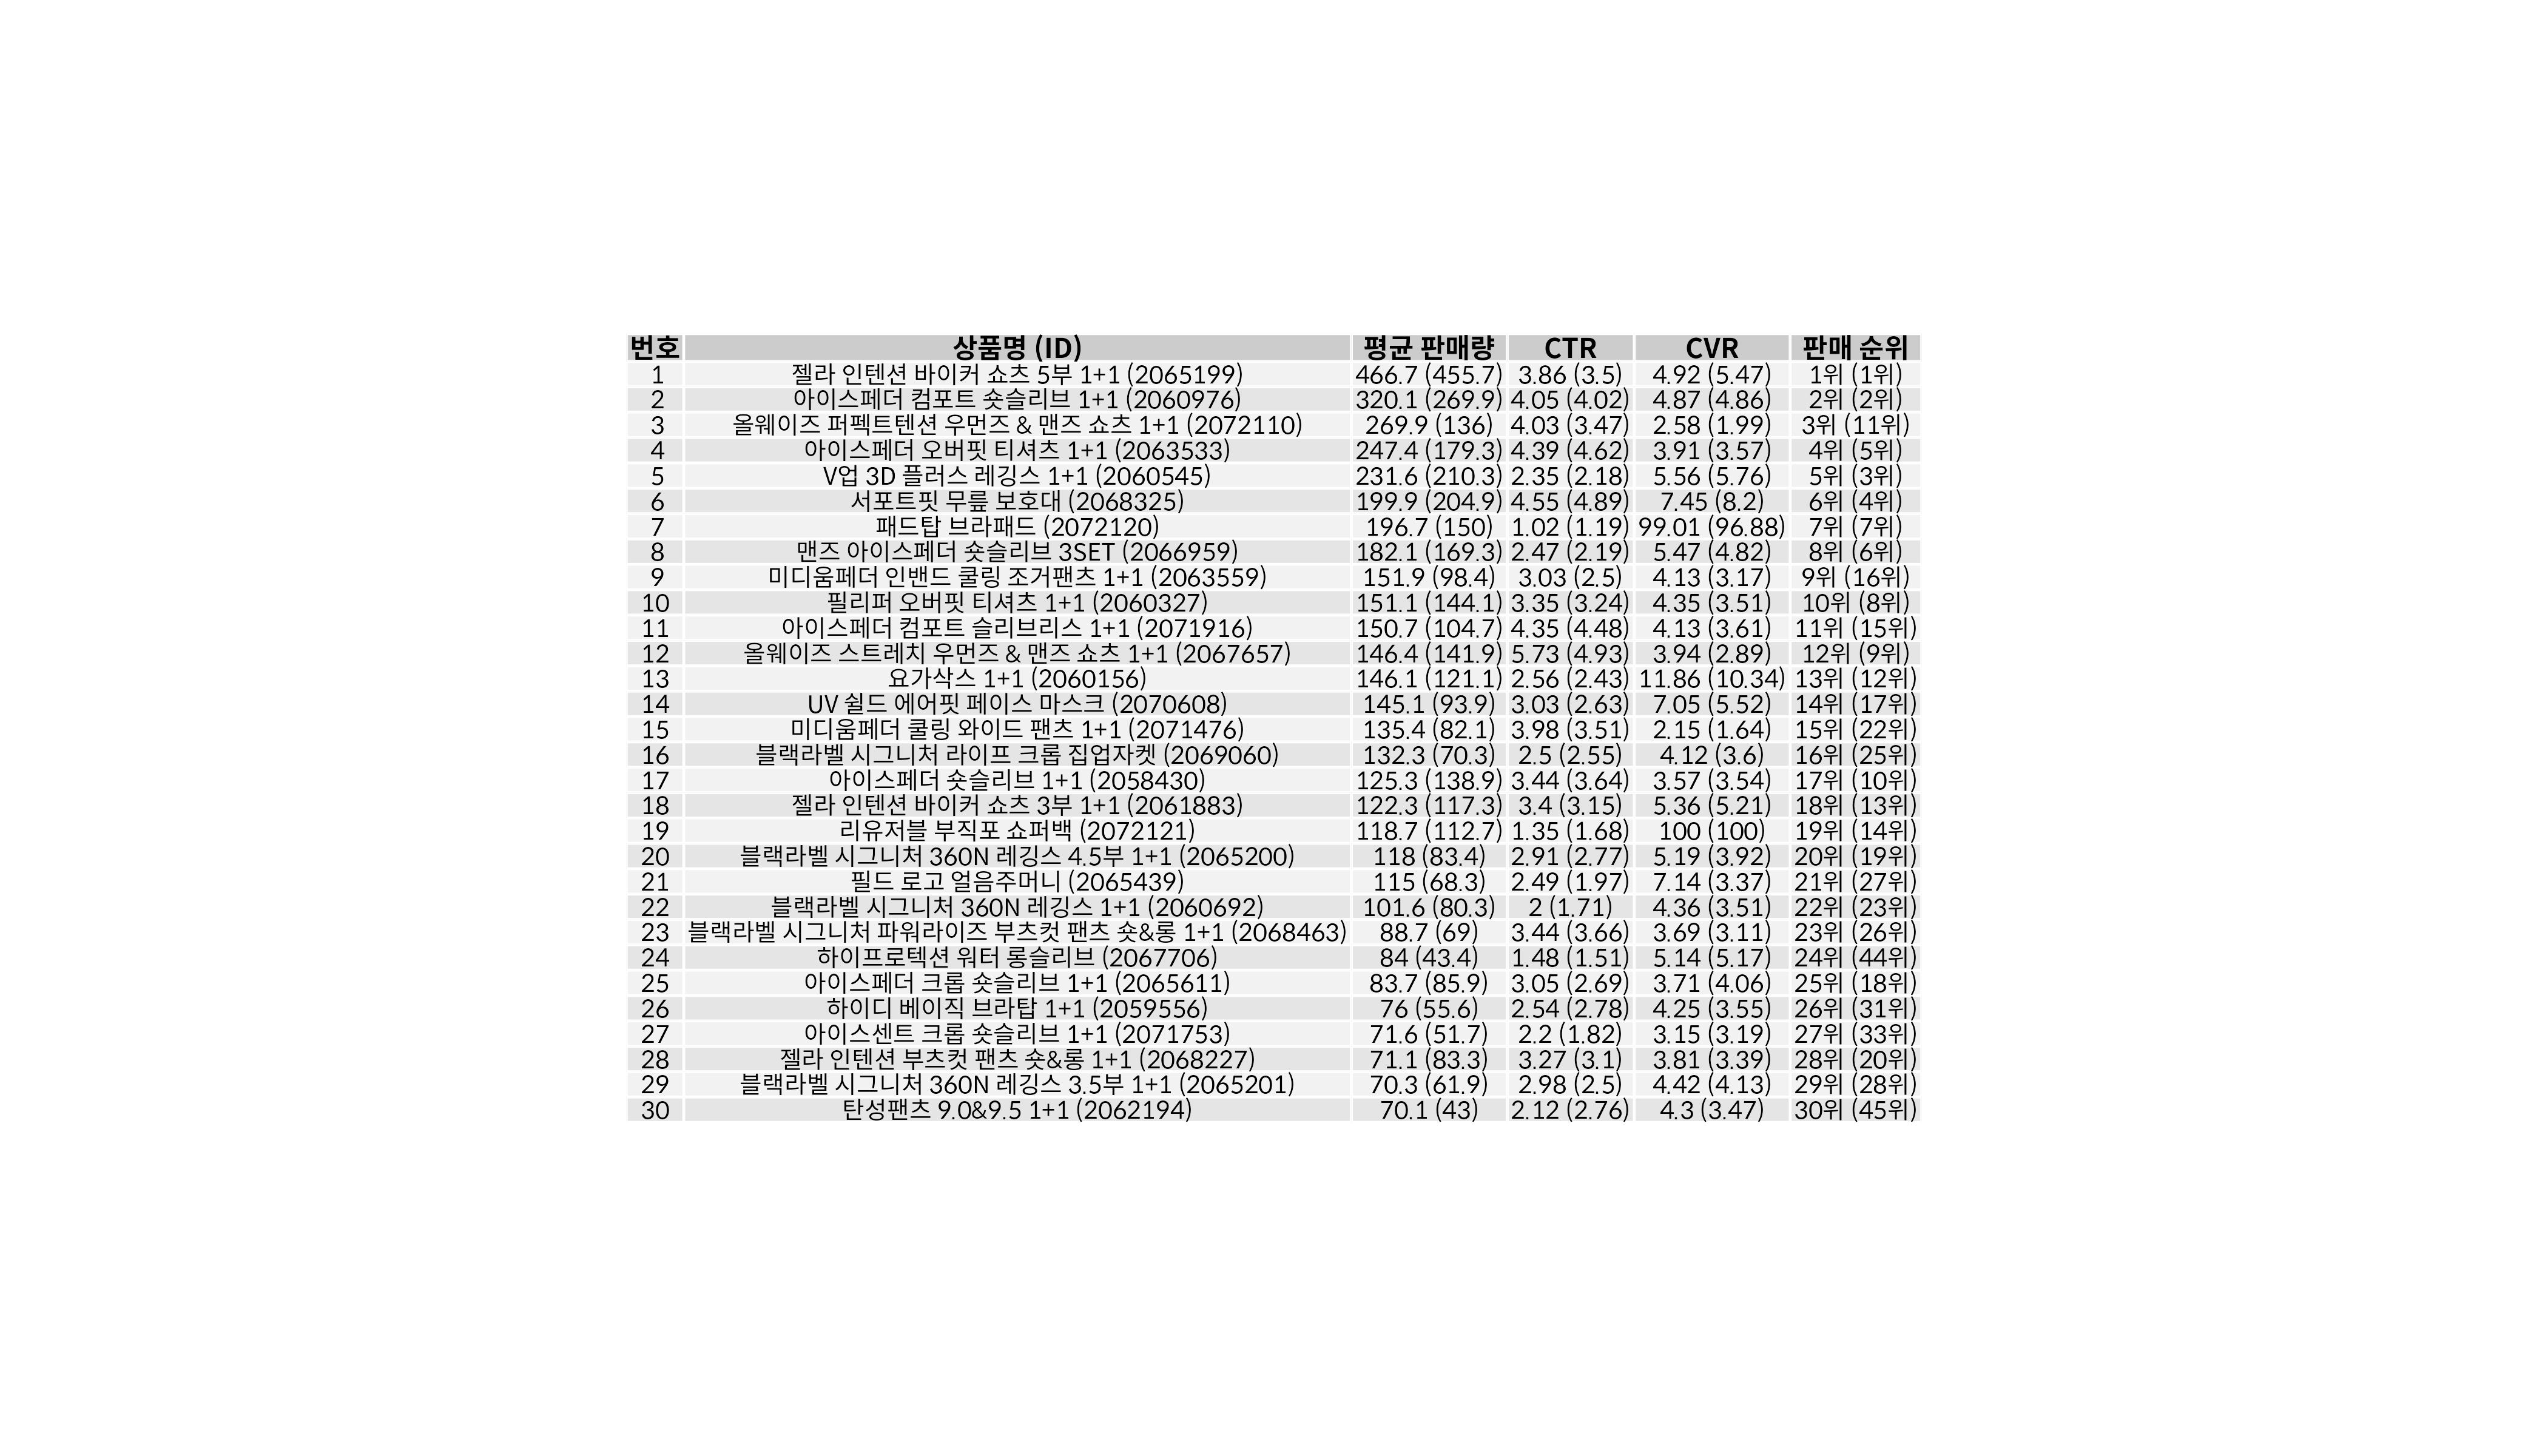 번호 상품명 (ID) 평균 판매량 CTR CVR 판매 순위
1 젤라 인텐션 바이커 쇼츠 5부 1+1 (2065199) 466.7 (455.7) 3.86 (3.5) 4.92 (5.47) 1위 (1위)
2 아이스페더 컴포트 숏슬리브 1+1 (2060976) 320.1 (269.9) 4.05 (4.02) 4.87 (4.86) 2위 (2위)
3 올웨이즈 퍼펙트텐션 우먼즈 & 맨즈 쇼츠 1+1 (2072110) 269.9 (136) 4.03 (3.47) 2.58 (1.99) 3위 (11위)
4 아이스페더 오버핏 티셔츠 1+1 (2063533) 247.4 (179.3) 4.39 (4.62) 3.91 (3.57) 4위 (5위)
5 V업 3D 플러스 레깅스 1+1 (2060545) 231.6 (210.3) 2.35 (2.18) 5.56 (5.76) 5위 (3위)
6 서포트핏 무릎 보호대 (2068325) 199.9 (204.9) 4.55 (4.89) 7.45 (8.2) 6위 (4위)
7 패드탑 브라패드 (2072120) 196.7 (150) 1.02 (1.19) 99.01 (96.88) 7위 (7위)
8 맨즈 아이스페더 숏슬리브 3SET (2066959) 182.1 (169.3) 2.47 (2.19) 5.47 (4.82) 8위 (6위)
9 미디움페더 인밴드 쿨링 조거팬츠 1+1 (2063559) 151.9 (98.4) 3.03 (2.5) 4.13 (3.17) 9위 (16위)
10 필리퍼 오버핏 티셔츠 1+1 (2060327) 151.1 (144.1) 3.35 (3.24) 4.35 (3.51) 10위 (8위)
11 아이스페더 컴포트 슬리브리스 1+1 (2071916) 150.7 (104.7) 4.35 (4.48) 4.13 (3.61) 11위 (15위)
12 올웨이즈 스트레치 우먼즈 & 맨즈 쇼츠 1+1 (2067657) 146.4 (141.9) 5.73 (4.93) 3.94 (2.89) 12위 (9위)
13 요가삭스 1+1 (2060156) 146.1 (121.1) 2.56 (2.43) 11.86 (10.34) 13위 (12위)
14 UV 쉴드 에어핏 페이스 마스크 (2070608) 145.1 (93.9) 3.03 (2.63) 7.05 (5.52) 14위 (17위)
15 미디움페더 쿨링 와이드 팬츠 1+1 (2071476) 135.4 (82.1) 3.98 (3.51) 2.15 (1.64) 15위 (22위)
16 블랙라벨 시그니처 라이프 크롭 집업자켓 (2069060) 132.3 (70.3) 2.5 (2.55) 4.12 (3.6) 16위 (25위)
17 아이스페더 숏슬리브 1+1 (2058430) 125.3 (138.9) 3.44 (3.64) 3.57 (3.54) 17위 (10위)
18 젤라 인텐션 바이커 쇼츠 3부 1+1 (2061883) 122.3 (117.3) 3.4 (3.15) 5.36 (5.21) 18위 (13위)
19 리유저블 부직포 쇼퍼백 (2072121) 118.7 (112.7) 1.35 (1.68) 100 (100) 19위 (14위)
20 블랙라벨 시그니처 360N 레깅스 4.5부 1+1 (2065200) 118 (83.4) 2.91 (2.77) 5.19 (3.92) 20위 (19위)
21 필드 로고 얼음주머니 (2065439) 115 (68.3) 2.49 (1.97) 7.14 (3.37) 21위 (27위)
22 블랙라벨 시그니처 360N 레깅스 1+1 (2060692) 101.6 (80.3) 2 (1.71) 4.36 (3.51) 22위 (23위)
23 블랙라벨 시그니처 파워라이즈 부츠컷 팬츠 숏&롱 1+1 (2068463) 88.7 (69) 3.44 (3.66) 3.69 (3.11) 23위 (26위)
24 하이프로텍션 워터 롱슬리브 (2067706) 84 (43.4) 1.48 (1.51) 5.14 (5.17) 24위 (44위)
25 아이스페더 크롭 숏슬리브 1+1 (2065611) 83.7 (85.9) 3.05 (2.69) 3.71 (4.06) 25위 (18위)
26 하이디 베이직 브라탑 1+1 (2059556) 76 (55.6) 2.54 (2.78) 4.25 (3.55) 26위 (31위)
27 아이스센트 크롭 숏슬리브 1+1 (2071753) 71.6 (51.7) 2.2 (1.82) 3.15 (3.19) 27위 (33위)
28 젤라 인텐션 부츠컷 팬츠 숏&롱 1+1 (2068227) 71.1 (83.3) 3.27 (3.1) 3.81 (3.39) 28위 (20위)
29 블랙라벨 시그니처 360N 레깅스 3.5부 1+1 (2065201) 70.3 (61.9) 2.98 (2.5) 4.42 (4.13) 29위 (28위)
30 탄성팬츠 9.0&9.5 1+1 (2062194) 70.1 (43) 2.12 (2.76) 4.3 (3.47) 30위 (45위)